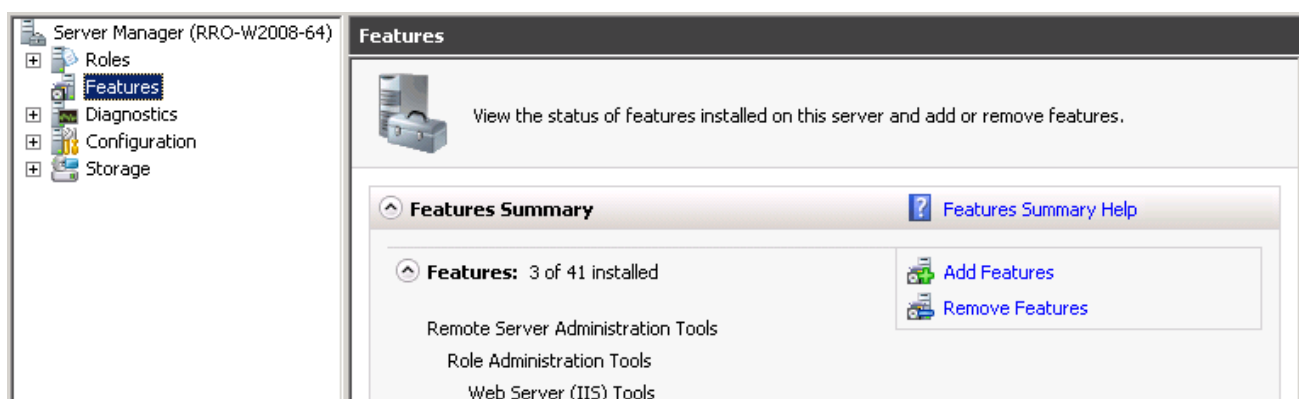 Server Manager (RRO-W2008-64)
Roles
Features
Diagnostics
Configuration
Storage
Features
View the status of features installed on this server and add or remove features.
Features Summary
Features Summary Help
Features: 3 of 41 installed
Add Features
Remove Features
Remote Server Administration Tools
Role Administration Tools
Web Server (IIS) Tools